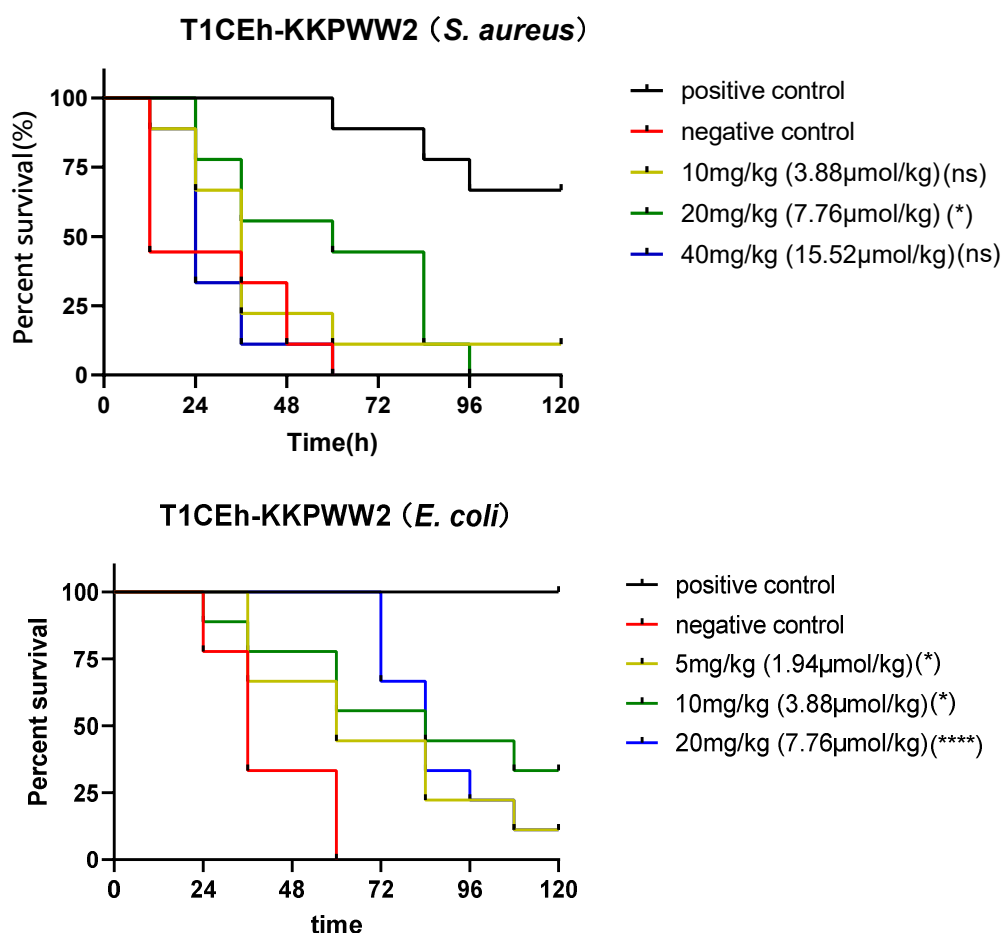 T1CEh-KKPWW2（S. aureus）
Percent survival(%)
100
75
50
25
0
0 24 48 72 96 120
Time(h)
positive control
negative control
10mg/kg (3.88μmol/kg)(ns)
20mg/kg (7.76μmol/kg) (*)
40mg/kg (15.52μmol/kg)(ns)
T1CEh-KKPWW2（E. coli）
Percent survival
100
75
50
25
0
0 24 48 72 96 120
time
positive control
negative control
5mg/kg (1.94μmol/kg)(*)
10mg/kg (3.88μmol/kg)(*)
20mg/kg (7.76μmol/kg)(****)